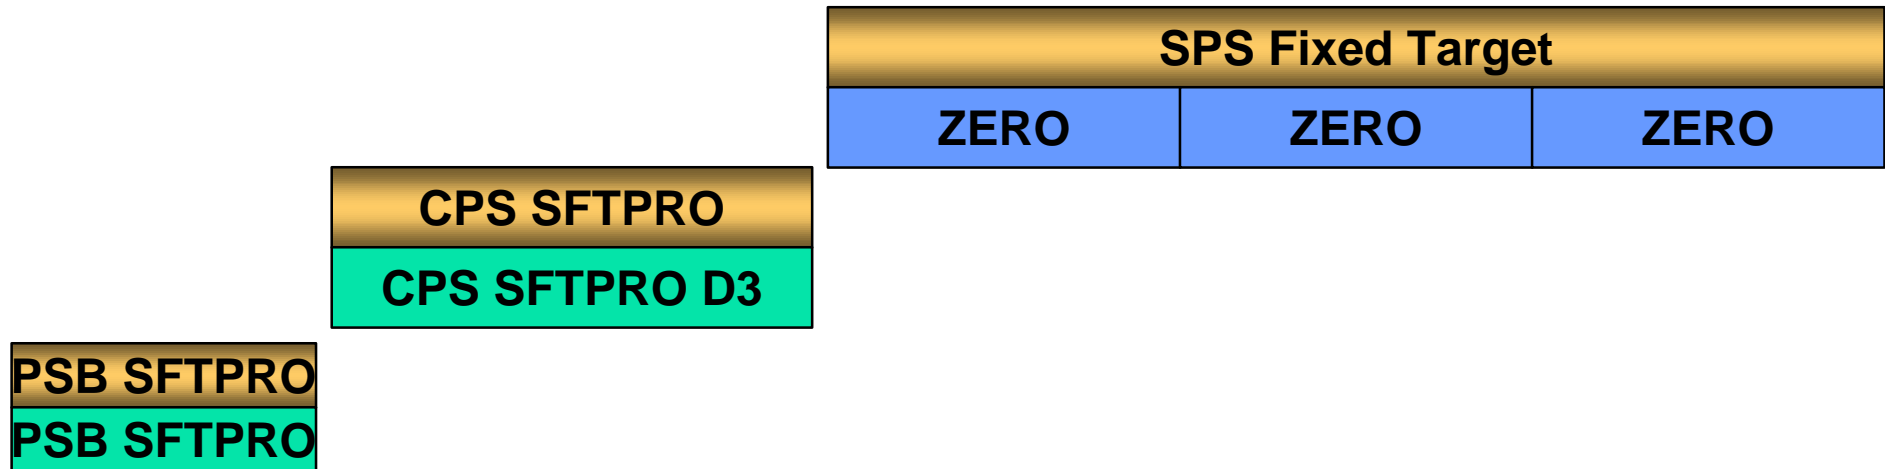 SPS Fixed Target
ZERO ZERO ZERO
CPS SFTPRO
CPS SFTPRO D3
PSB SFTPRO
PSB SFTPRO